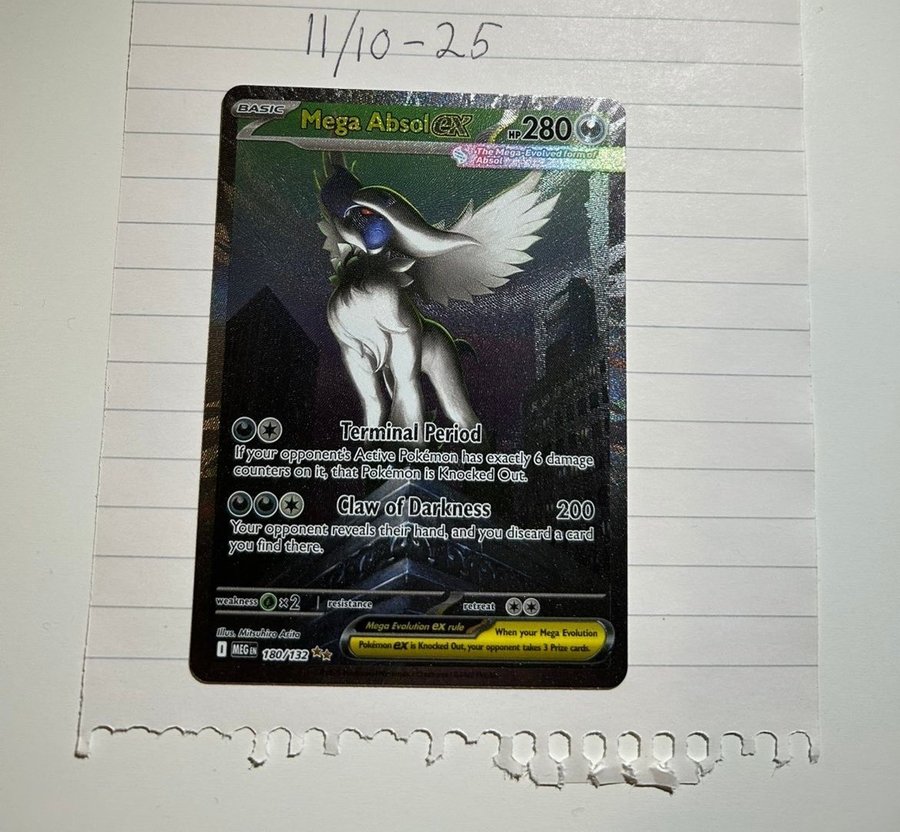 11/10-25
BASIC
Mega Absol ex HP 280
The Mega-Evolved form of
Absol
Terminal Period
If your opponent's Active Pokémon has exactly 6 damage
counters on it, that Pokémon is Knocked Out.
Claw of Darkness 200
Your opponent reveals their hand, and you discard a card
you find there.
weakness ×2 resistance retreat
Illus. Mitsuhiro Arita
I MEG EN 180/132
Mega Evolution ex rule When your Mega Evolution
Pokémon ex is Knocked Out, your opponent takes 3 Prize cards.